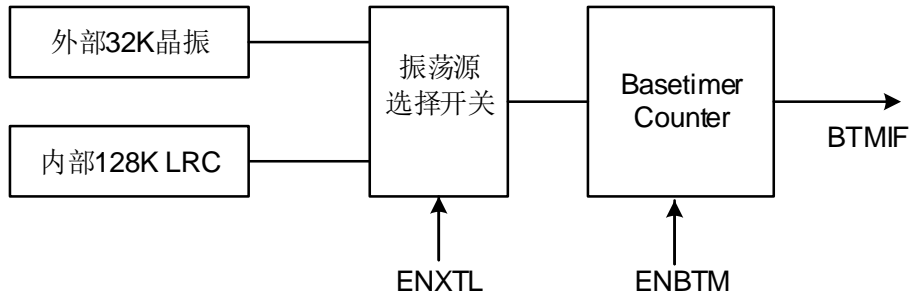 外部32K晶振
内部128K LRC
振荡源
选择开关
Basetimer
Counter
BTMIF
ENXTL
ENBTM